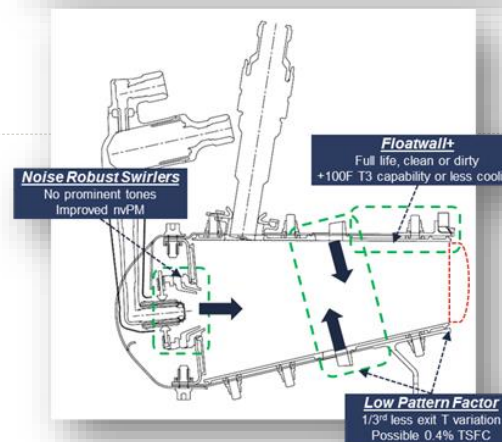 Floatwall+
Full life, clean or dirty
+100F T3 capability or less cooli
Noise Robust Swirlers
No prominent tones
Improved nvPM
Low Pattern Factor
1/3rd less exit T variation
Possible 0.4% TSFC